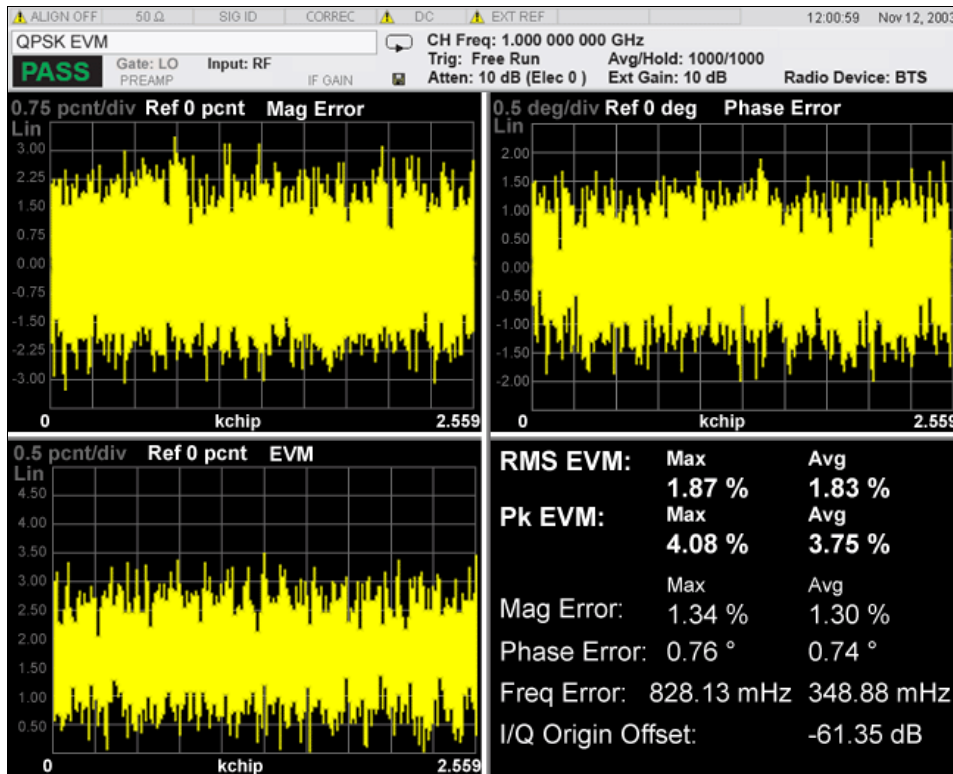 ALIGN OFF 50 Ω SIG ID CORREC DC EXT REF 12:00:59 Nov 12, 2003
QPSK EVM
CH Freq: 1.000 000 000 GHz
Trig: Free Run Avg/Hold: 1000/1000
PASS Gate: LO Input: RF
PREAMP IF GAIN
Atten: 10 dB (Elec 0 ) Ext Gain: 10 dB Radio Device: BTS
0.75 pcnt/div Ref 0 pcnt Mag Error
Lin
3.00
2.25
1.50
0.75
0.00
-0.75
-1.50
-2.25
-3.00
0 kchip 2.559
0.5 deg/div Ref 0 deg Phase Error
Lin
2.00
1.50
1.00
0.50
0.00
-0.50
-1.00
-1.50
-2.00
0 kchip 2.559
0.5 pcnt/div Ref 0 pcnt EVM
Lin
4.50
4.00
3.50
3.00
2.50
2.00
1.50
1.00
0.50
0 kchip 2.559
RMS EVM: Max Avg
1.87 % 1.83 %
Pk EVM: Max Avg
4.08 % 3.75 %
Max Avg
Mag Error: 1.34 % 1.30 %
Phase Error: 0.76 ° 0.74 °
Freq Error: 828.13 mHz 348.88 mHz
I/Q Origin Offset: -61.35 dB